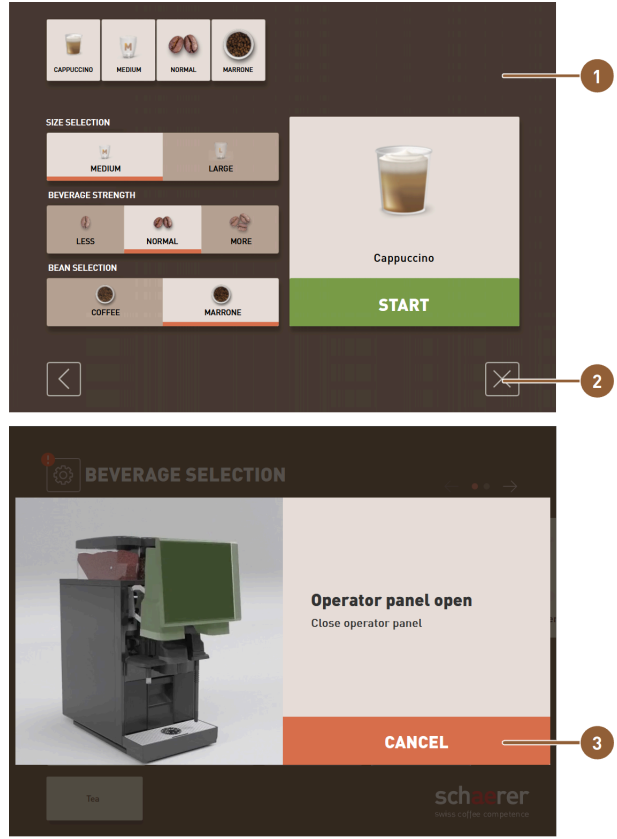 CAPPUCCINO MEDIUM NORMAL MARRONE
1
SIZE SELECTION
MEDIUM LARGE
BEVERAGE STRENGTH
LESS NORMAL MORE
BEAN SELECTION
COFFEE MARRONE
Cappuccino
START
2
BEVERAGE SELECTION
Operator panel open
Close operator panel
CANCEL
3
Tea
schaerer
swiss coffee competence